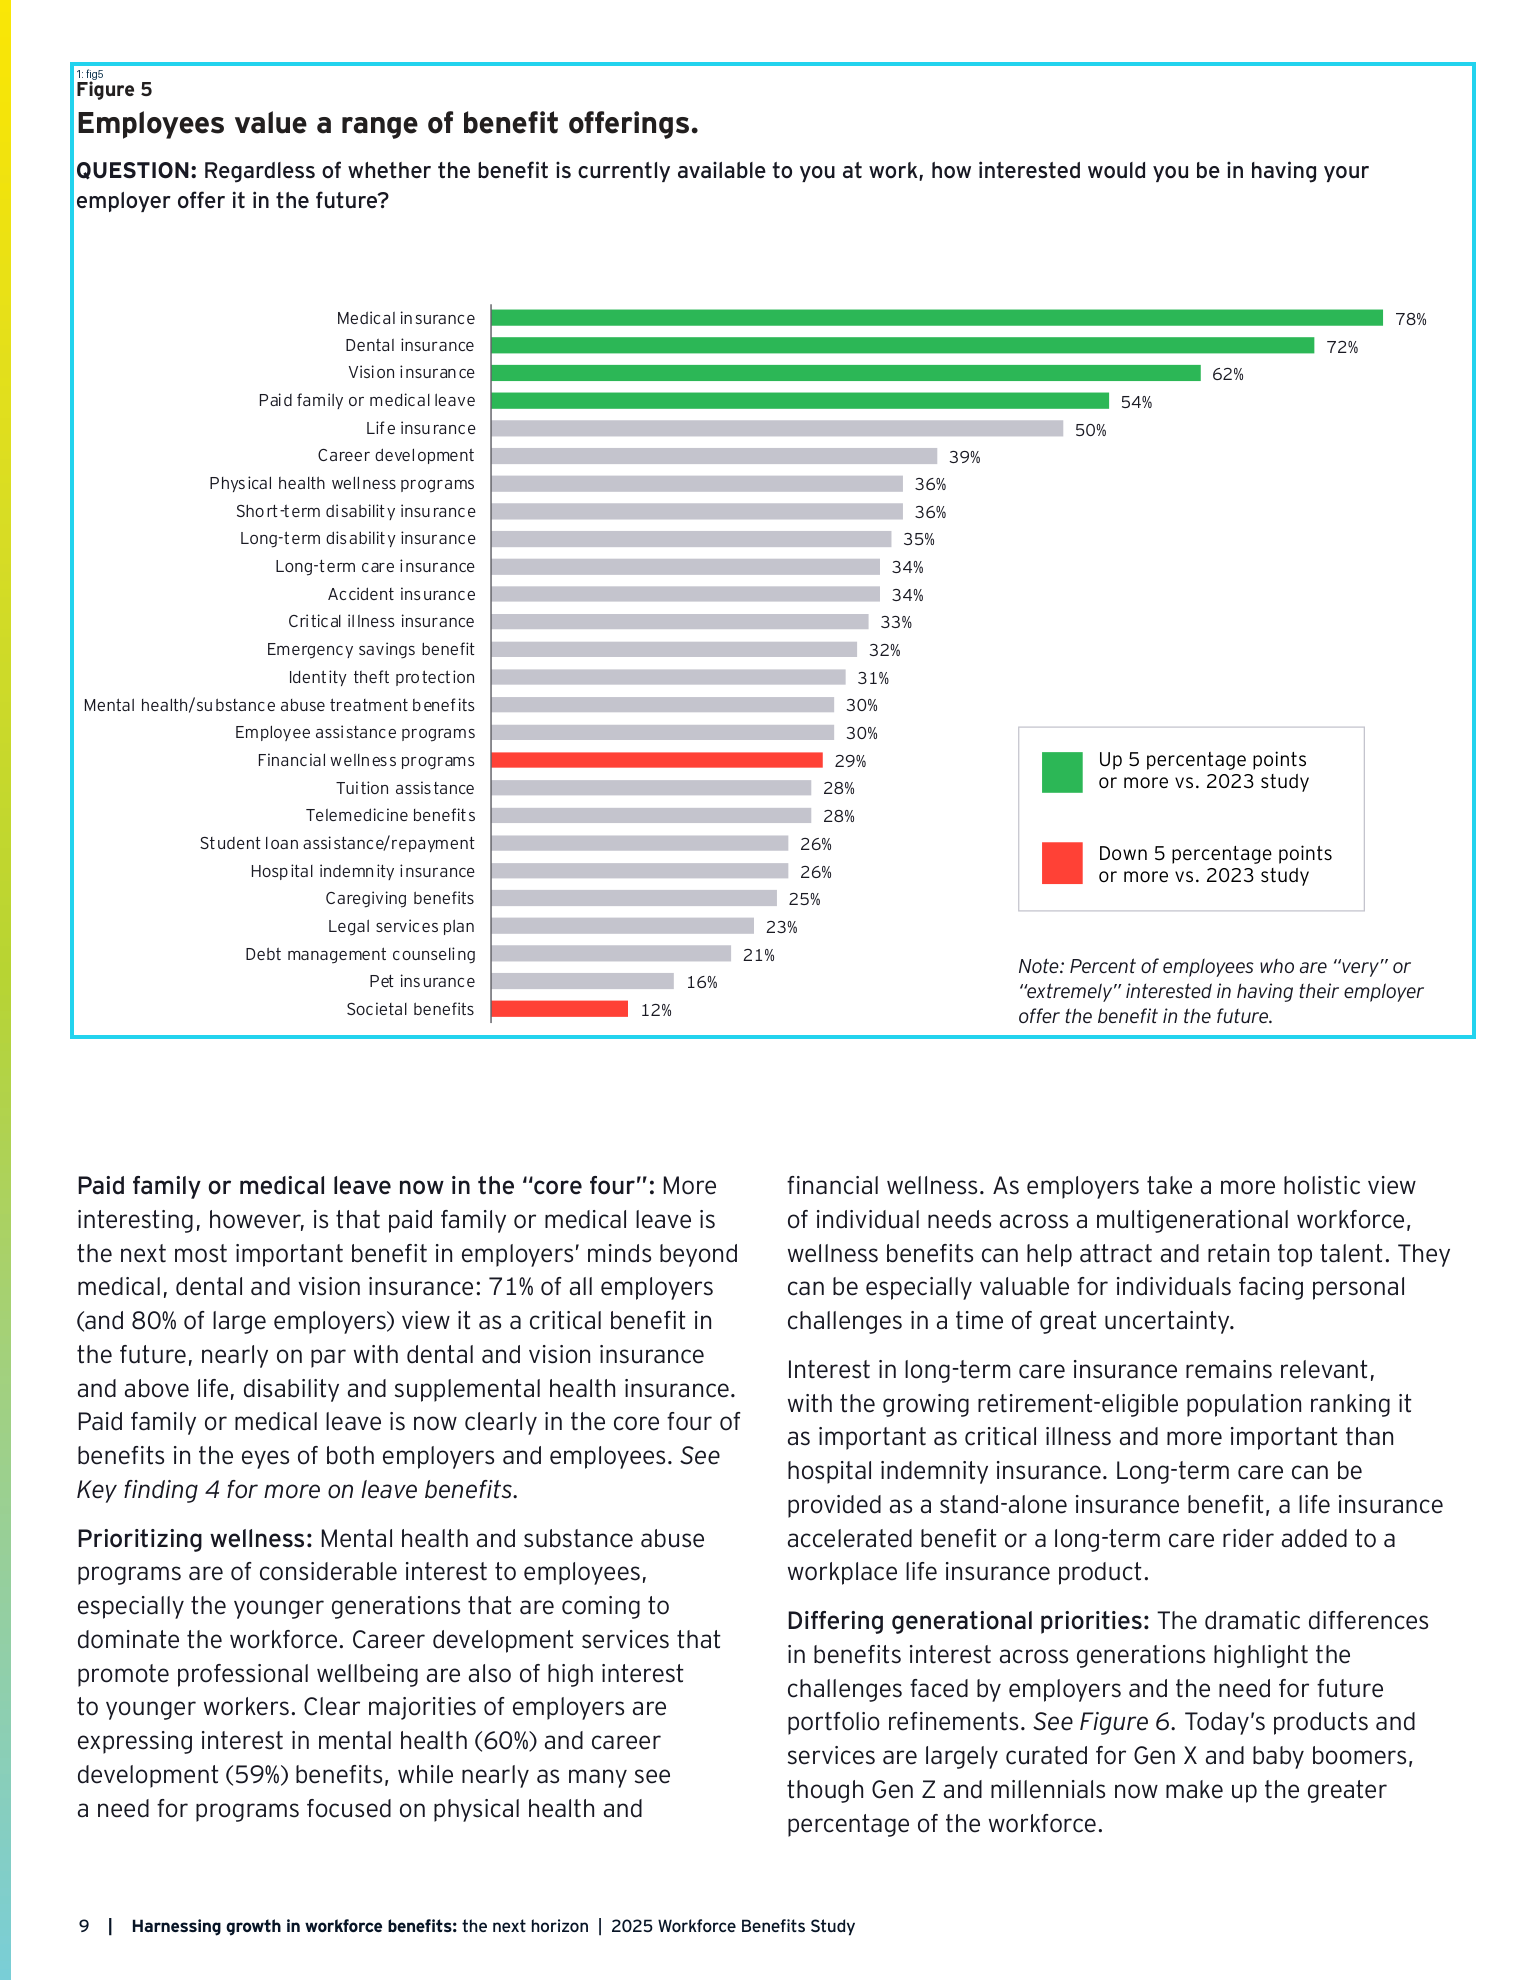 1: fig5
Figure 5
Employees value a range of benefit offerings.
QUESTION: Regardless of whether the benefit is currently available to you at work, how interested would you be in having your
employer offer it in the future?
Medical insurance 78%
Dental insurance 72%
Vision insurance 62%
Paid family or medical leave 54%
Life insurance 50%
Career development 39%
Physical health wellness programs 36%
Short-term disability insurance 36%
Long-term disability insurance 35%
Long-term care insurance 34%
Accident insurance 34%
Critical illness insurance 33%
Emergency savings benefit 32%
Identity theft protection 31%
Mental health/substance abuse treatment benefits 30%
Employee assistance programs 30%
Financial wellness programs 29%
Tuition assistance 28%
Telemedicine benefits 28%
Student loan assistance/repayment 26%
Hospital indemnity insurance 26%
Caregiving benefits 25%
Legal services plan 23%
Debt management counseling 21%
Pet insurance 16%
Societal benefits 12%
Up 5 percentage points
or more vs. 2023 study
Down 5 percentage points
or more vs. 2023 study
Note: Percent of employees who are “very” or
“extremely” interested in having their employer
offer the benefit in the future.
Paid family or medical leave now in the “core four”: More
interesting, however, is that paid family or medical leave is
the next most important benefit in employers’ minds beyond
medical, dental and vision insurance: 71% of all employers
(and 80% of large employers) view it as a critical benefit in
the future, nearly on par with dental and vision insurance
and above life, disability and supplemental health insurance.
Paid family or medical leave is now clearly in the core four of
benefits in the eyes of both employers and employees. See
Key finding 4 for more on leave benefits.
Prioritizing wellness: Mental health and substance abuse
programs are of considerable interest to employees,
especially the younger generations that are coming to
dominate the workforce. Career development services that
promote professional wellbeing are also of high interest
to younger workers. Clear majorities of employers are
expressing interest in mental health (60%) and career
development (59%) benefits, while nearly as many see
a need for programs focused on physical health and
financial wellness. As employers take a more holistic view
of individual needs across a multigenerational workforce,
wellness benefits can help attract and retain top talent. They
can be especially valuable for individuals facing personal
challenges in a time of great uncertainty.
Interest in long-term care insurance remains relevant,
with the growing retirement-eligible population ranking it
as important as critical illness and more important than
hospital indemnity insurance. Long-term care can be
provided as a stand-alone insurance benefit, a life insurance
accelerated benefit or a long-term care rider added to a
workplace life insurance product.
Differing generational priorities: The dramatic differences
in benefits interest across generations highlight the
challenges faced by employers and the need for future
portfolio refinements. See Figure 6. Today’s products and
services are largely curated for Gen X and baby boomers,
though Gen Z and millennials now make up the greater
percentage of the workforce.
9 | Harnessing growth in workforce benefits: the next horizon | 2025 Workforce Benefits Study